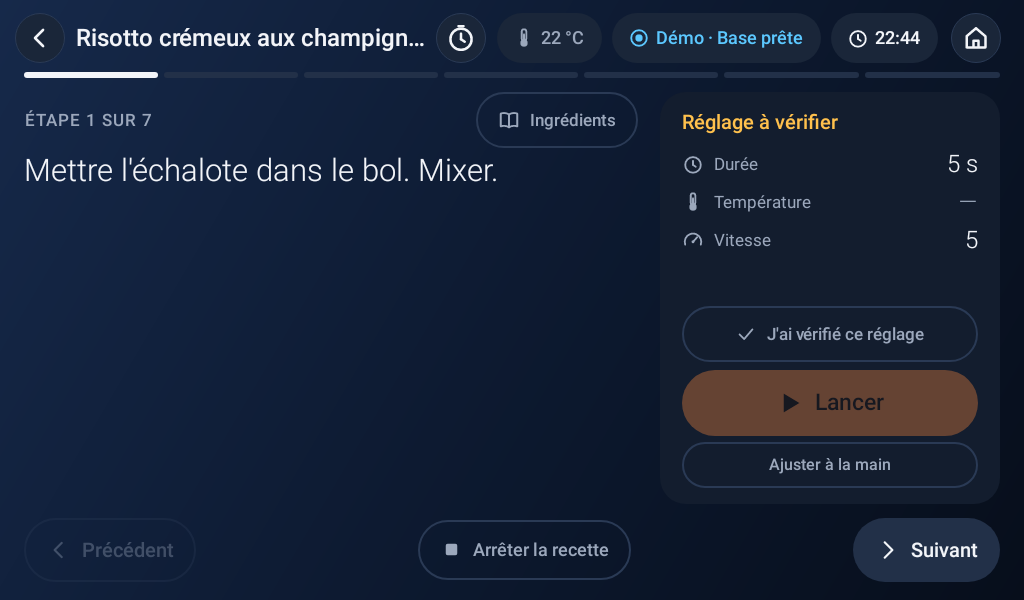 Risotto crémeux aux champign…
22 °C
Démo · Base prête
22:44
ÉTAPE 1 SUR 7
Ingrédients
Mettre l'échalote dans le bol. Mixer.
Réglage à vérifier
Durée 5 s
Température —
Vitesse 5
J'ai vérifié ce réglage
Lancer
Ajuster à la main
Précédent
Arrêter la recette
Suivant